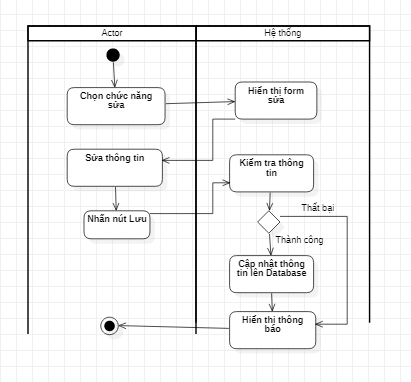 Actor
Hệ thống
Chọn chức năng
sửa
Hiển thị form
sửa
Sửa thông tin
Kiểm tra thông
tin
Nhấn nút Lưu
Thất bại
Thành công
Cập nhật thông
tin lên Database
Hiển thị thông
báo